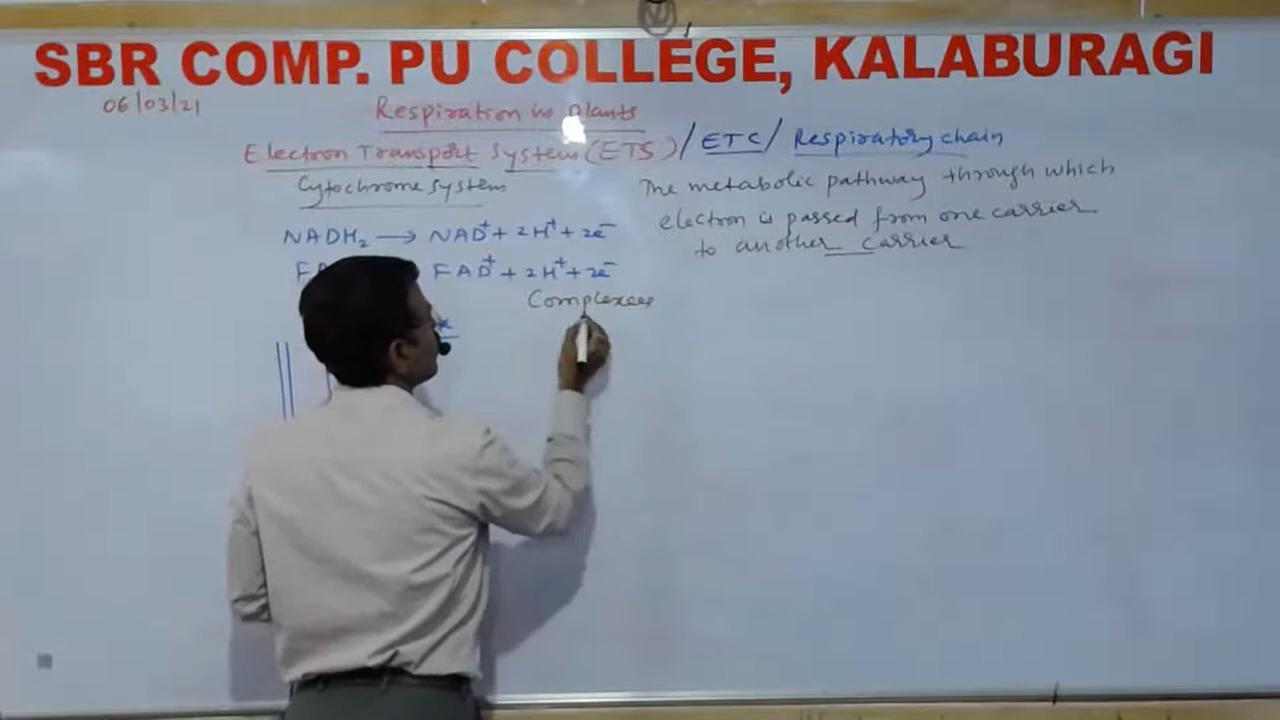 SBR COMP. PU COLLEGE, KALABURAGI
06/03/21
Respiration in Plants
Electron Transport System (ETS) / ETC / Respiratory chain
Cytochrome system
The metabolic pathway through which
electron is passed from one carrier
to another carrier
NADH₂ → NAD⁺ + 2H⁺ + 2e⁻
FAD⁺ + 2H⁺ + 2e⁻
Complexes